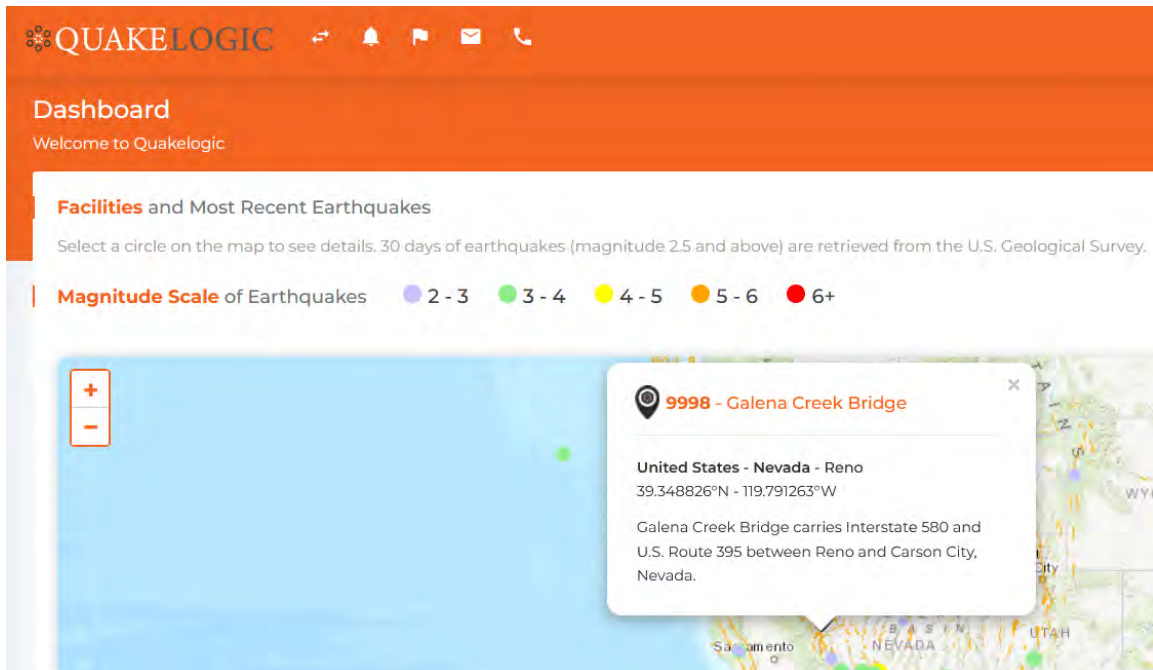 QUAKELOGIC
Dashboard
Welcome to Quakelogic
Facilities and Most Recent Earthquakes
Select a circle on the map to see details. 30 days of earthquakes (magnitude 2.5 and above) are retrieved from the U.S. Geological Survey.
Magnitude Scale of Earthquakes 2 - 3 3 - 4 4 - 5 5 - 6 6+
+
−
9998 - Galena Creek Bridge
×
United States - Nevada - Reno
39.348826°N - 119.791263°W
Galena Creek Bridge carries Interstate 580 and
U.S. Route 395 between Reno and Carson City,
Nevada.
T A I N S
WY
City
BASIN
UTAH
Sacramento
NEVADA